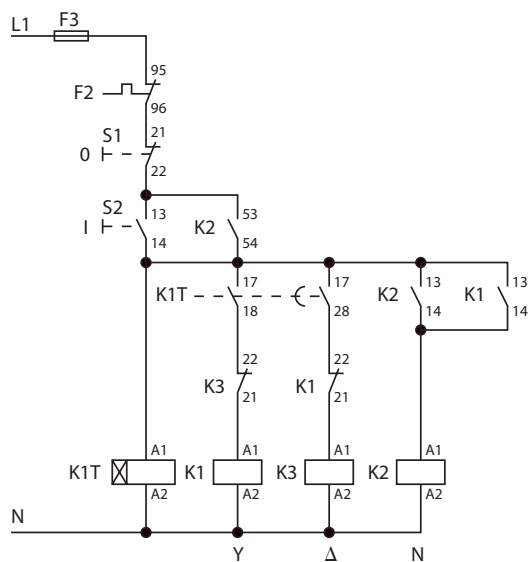 L1 F3
95
F2
96
S1 21
0
22
S2 13 53
I K2
14 54
17 17 13 13
K1T K2 K1
18 28 14 14
22 22
K3 K1
21 21
A1 A1 A1 A1
K1T K1 K3 K2
A2 A2 A2 A2
N
Y Δ N